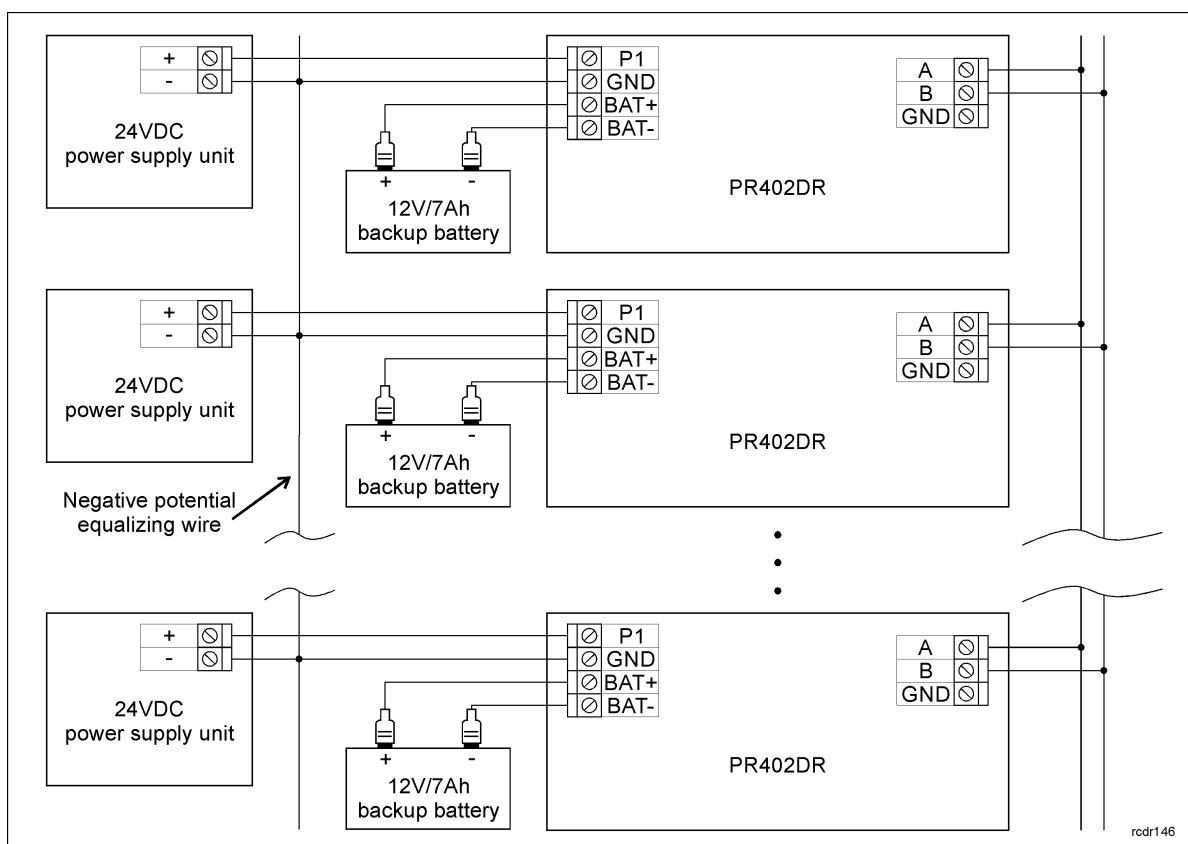 +
-
24VDC
power supply unit
P1
GND
BAT+
BAT-
+ -
12V/7Ah
backup battery
PR402DR
A
B
GND
+
-
24VDC
power supply unit
P1
GND
BAT+
BAT-
+ -
12V/7Ah
backup battery
PR402DR
A
B
GND
Negative potential
equalizing wire
+
-
24VDC
power supply unit
P1
GND
BAT+
BAT-
+ -
12V/7Ah
backup battery
PR402DR
A
B
GND
rcdr146